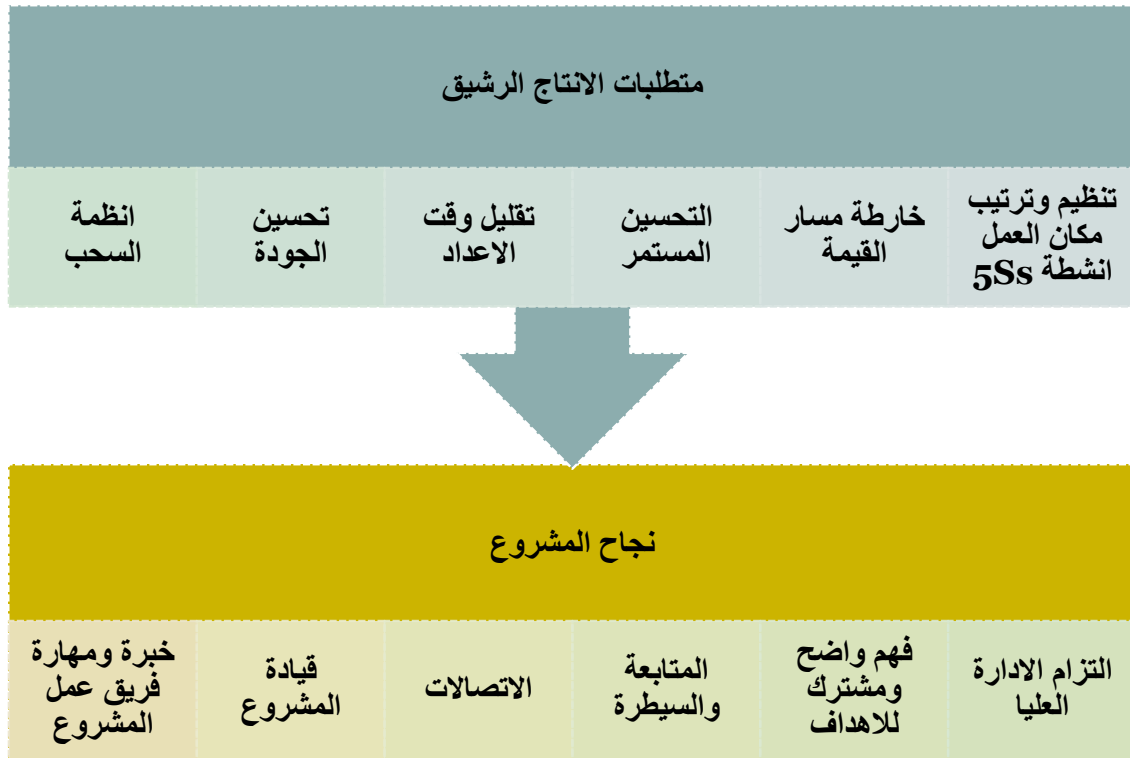 متطلبات الانتاج الرشيق
تنظيم وترتيب
مكان العمل
انشطة 5Ss
خارطة مسار
القيمة
التحسين
المستمر
تقليل وقت
الاعداد
تحسين
الجودة
انظمة
السحب
نجاح المشروع
التزام الادارة
العليا
فهم واضح
ومشترك
للاهداف
المتابعة
والسيطرة
الاتصالات
قيادة
المشروع
خبرة ومهارة
فريق عمل
المشروع